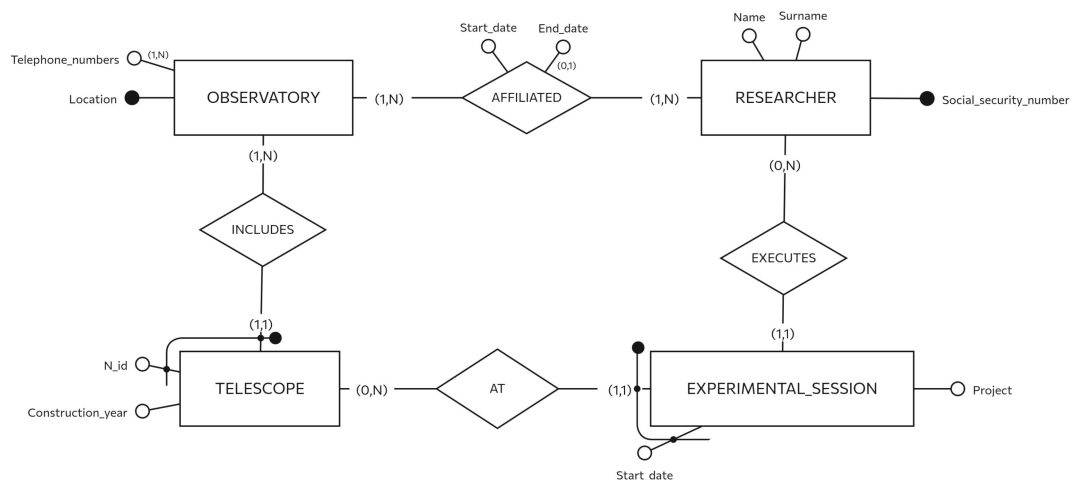 Name
Surname
Start_date
End_date
Telephone_numbers
(1,N)
(0,1)
Location
OBSERVATORY
(1,N)
AFFILIATED
(1,N)
RESEARCHER
Social_security_number
(1,N)
(0,N)
INCLUDES
EXECUTES
(1,1)
(1,1)
N_id
TELESCOPE
(0,N)
AT
(1,1)
EXPERIMENTAL_SESSION
Project
Construction_year
Start date